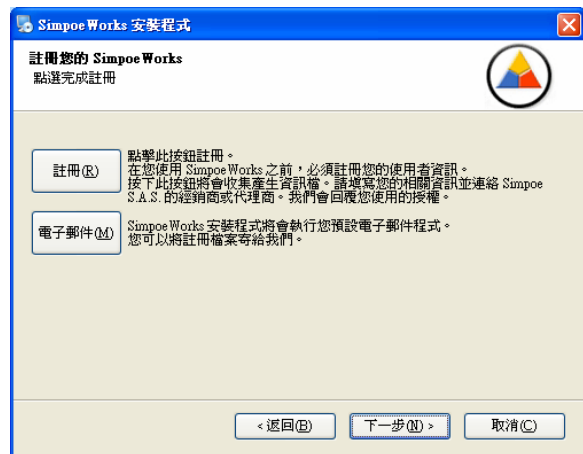 SimpoeWorks 安裝程式
註冊您的 SimpoeWorks
點選完成註冊
註冊(R)
點擊此按鈕註冊。
在您使用 SimpoeWorks 之前，必須註冊您的使用者資訊。
按下此按鈕將會收集產生資訊檔。請填寫您的相關資訊並連絡 Simpoe
S.A.S. 的經銷商或代理商。我們會回覆您使用的授權。
電子郵件(M)
SimpoeWorks 安裝程式將會執行您預設電子郵件程式。
您可以將註冊檔案寄給我們。
<返回(B)
下一步(N) >
取消(C)